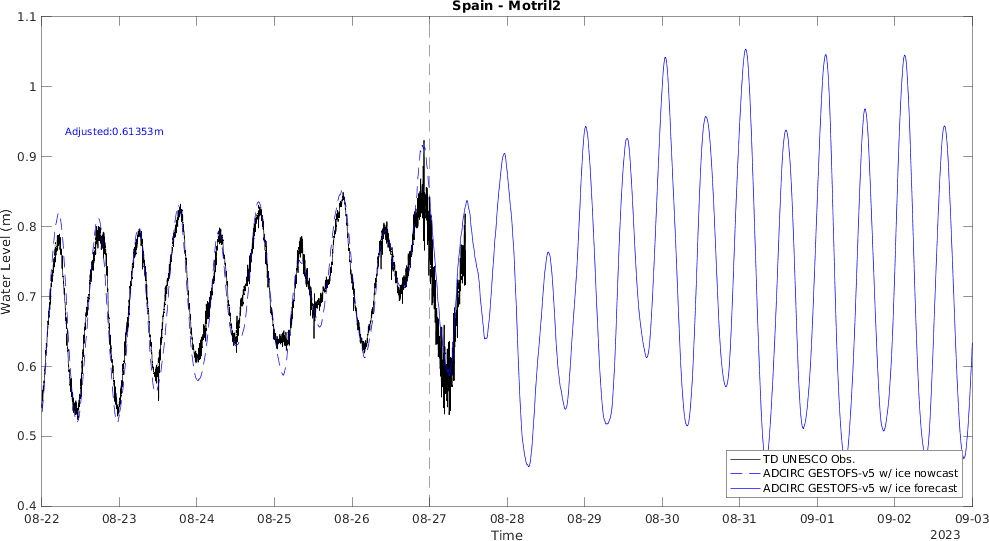 Spain - Motril2
1.1
1
0.9
0.8
0.7
0.6
0.5
0.4
Water Level (m)
Adjusted:0.61353m
TD UNESCO Obs.
ADCIRC GESTOFS-v5 w/ ice nowcast
ADCIRC GESTOFS-v5 w/ ice forecast
08-22 08-23 08-24 08-25 08-26 08-27 08-28 08-29 08-30 08-31 09-01 09-02 09-03
Time
2023